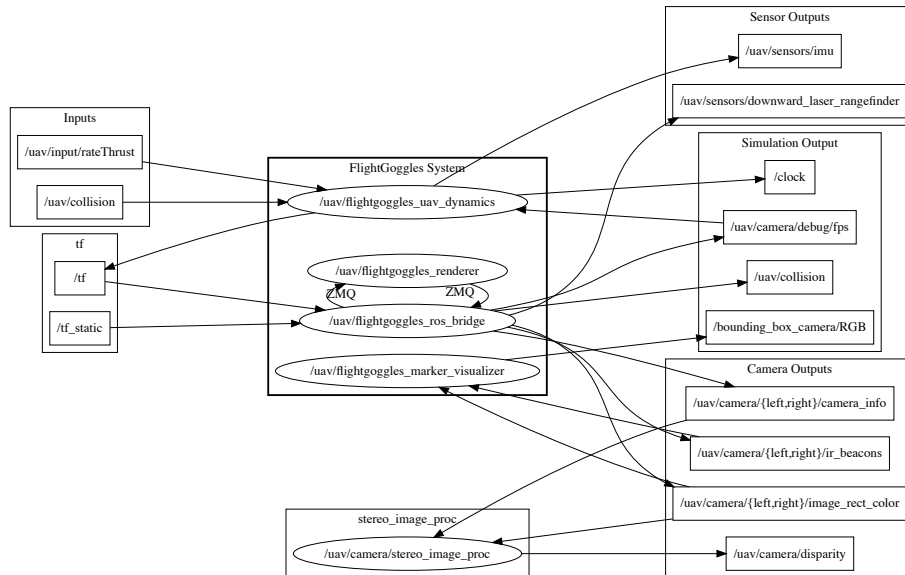 Inputs
/uav/input/rateThrust
/uav/collision
tf
/tf
/tf_static
FlightGoggles System
/uav/flightgoggles_uav_dynamics
/uav/flightgoggles_renderer
ZMQ
ZMQ
/uav/flightgoggles_ros_bridge
/uav/flightgoggles_marker_visualizer
stereo_image_proc
/uav/camera/stereo_image_proc
Sensor Outputs
/uav/sensors/imu
/uav/sensors/downward_laser_rangefinder
Simulation Output
/clock
/uav/camera/debug/fps
/uav/collision
/bounding_box_camera/RGB
Camera Outputs
/uav/camera/{left,right}/camera_info
/uav/camera/{left,right}/ir_beacons
/uav/camera/{left,right}/image_rect_color
/uav/camera/disparity